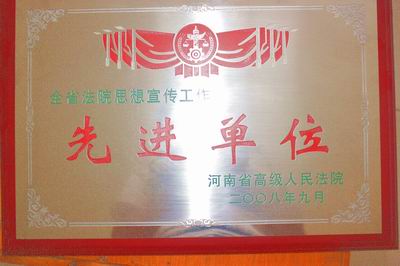 全省法院思想宣传工作
先进单位
河南省高级人民法院
二〇〇八年九月